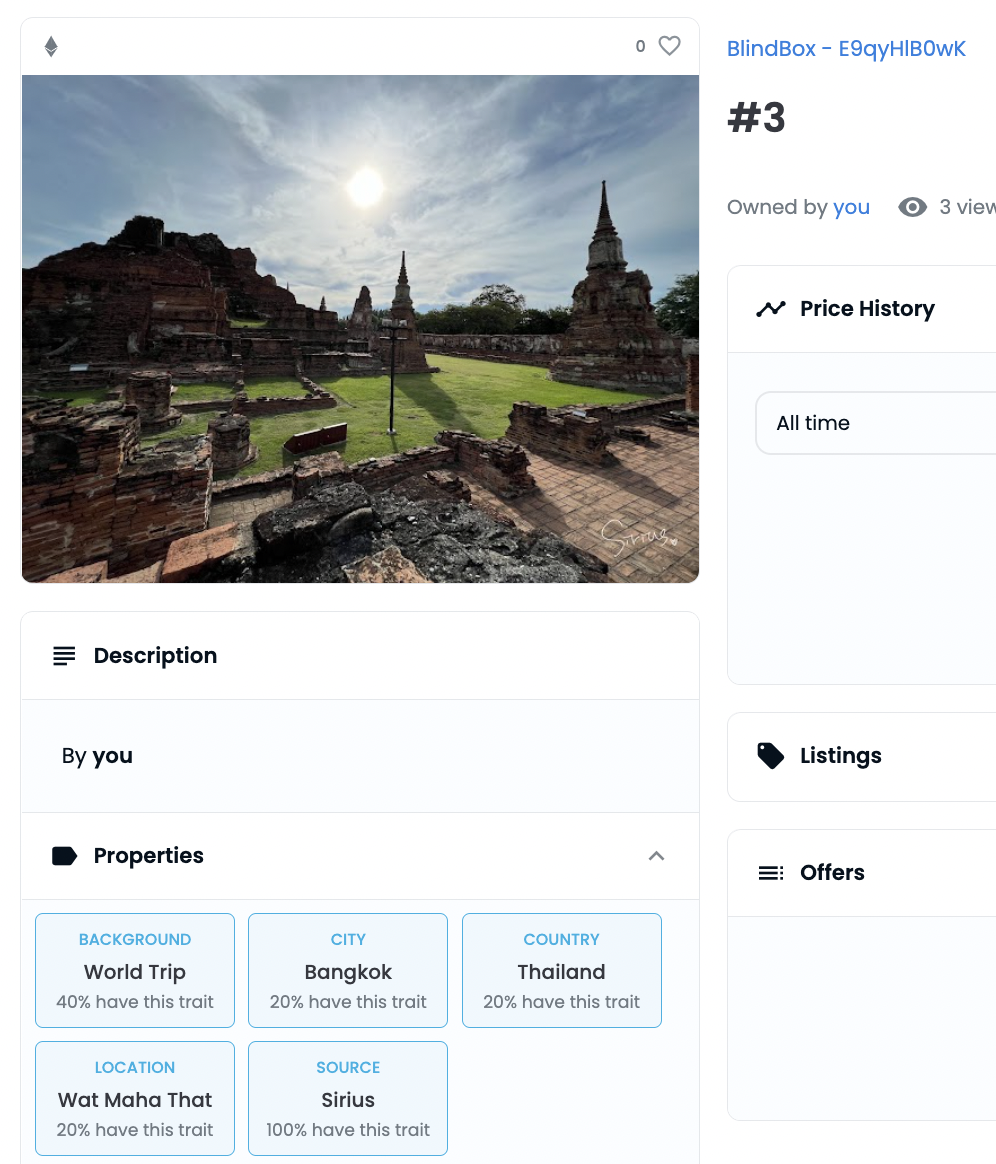 0
BlindBox - E9qyHlB0wK
#3
Owned by you
3 view
Price History
All time
Sirius
Description
By you
Listings
Properties
Offers
BACKGROUND
World Trip
40% have this trait
CITY
Bangkok
20% have this trait
COUNTRY
Thailand
20% have this trait
LOCATION
Wat Maha That
20% have this trait
SOURCE
Sirius
100% have this trait